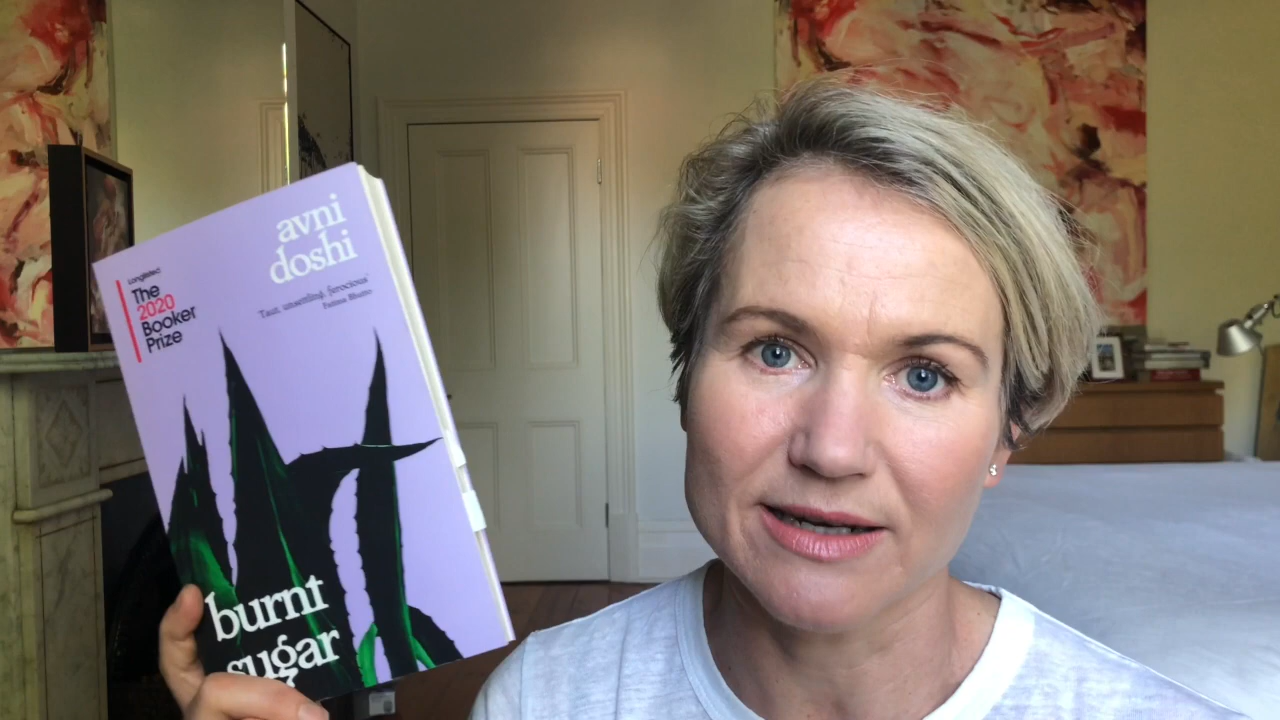 avni
doshi
Longlisted
The
2020
Booker
Prize
'Taut, unsettling, ferocious'
Fatima Bhutto
burnt
sugar